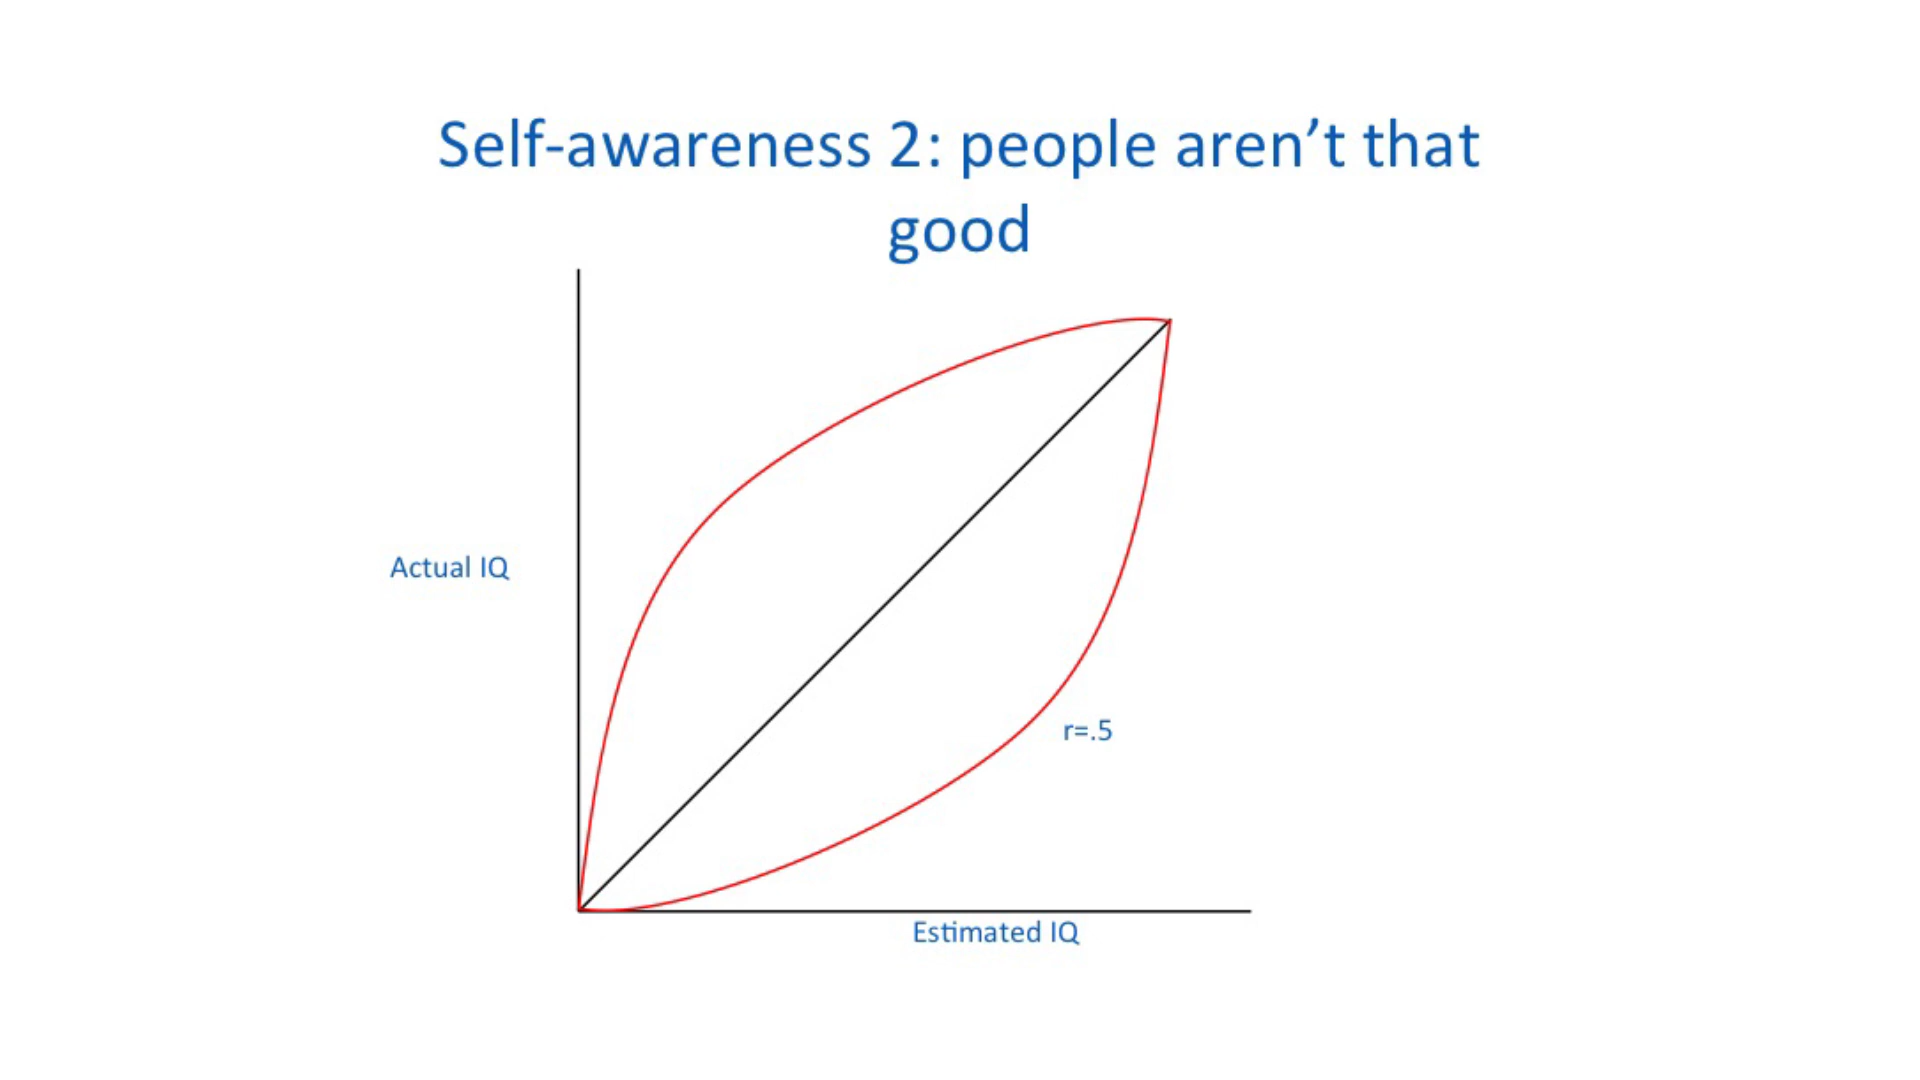 Self-awareness 2: people aren’t that
good
Actual IQ
r=.5
Estimated IQ